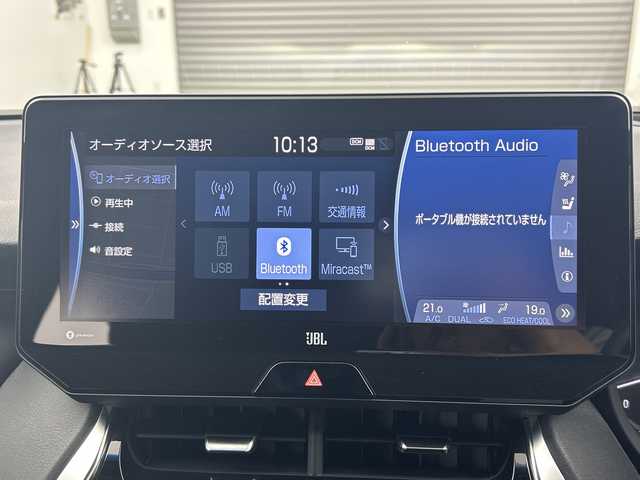 オーディオソース選択
10:13
DCM
DCM
オーディオ選択
再生中
接続
音設定
AM
FM
交通情報
USB
Bluetooth
Miracast™
配置変更
Bluetooth Audio
ポータブル機が接続されていません
21.0
19.0
A/C DUAL
ECO HEAT/COOL
JBL
0